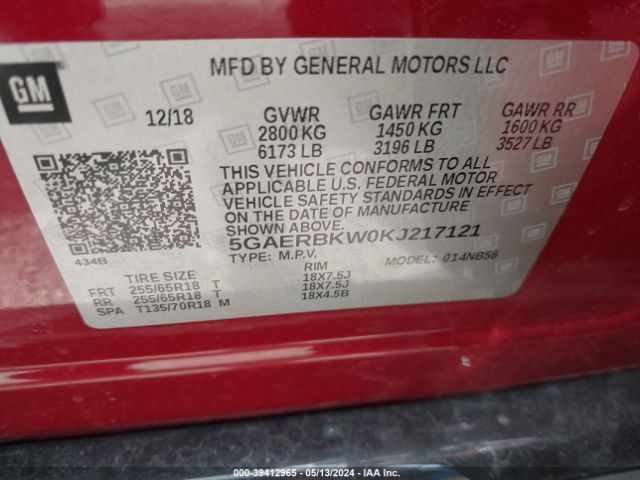 GM
MFD BY GENERAL MOTORS LLC
12/18 GVWR GAWR FRT GAWR RR
2800 KG 1450 KG 1600 KG
6173 LB 3196 LB 3527 LB
THIS VEHICLE CONFORMS TO ALL
APPLICABLE U.S. FEDERAL MOTOR
VEHICLE SAFETY STANDARDS IN EFFECT
ON THE DATE OF MANUFACTURE
SHOWN ABOVE.
434B 5GAERBKW0KJ217121
TYPE: M.P.V. MODEL: 014NB56
TIRE SIZE RIM
FRT 255/65R18 T 18X7.5J
RR 255/65R18 T 18X7.5J
SPA T135/70R18 M 18X4.5B
000-39412965 - 05/13/2024 - IAA Inc.